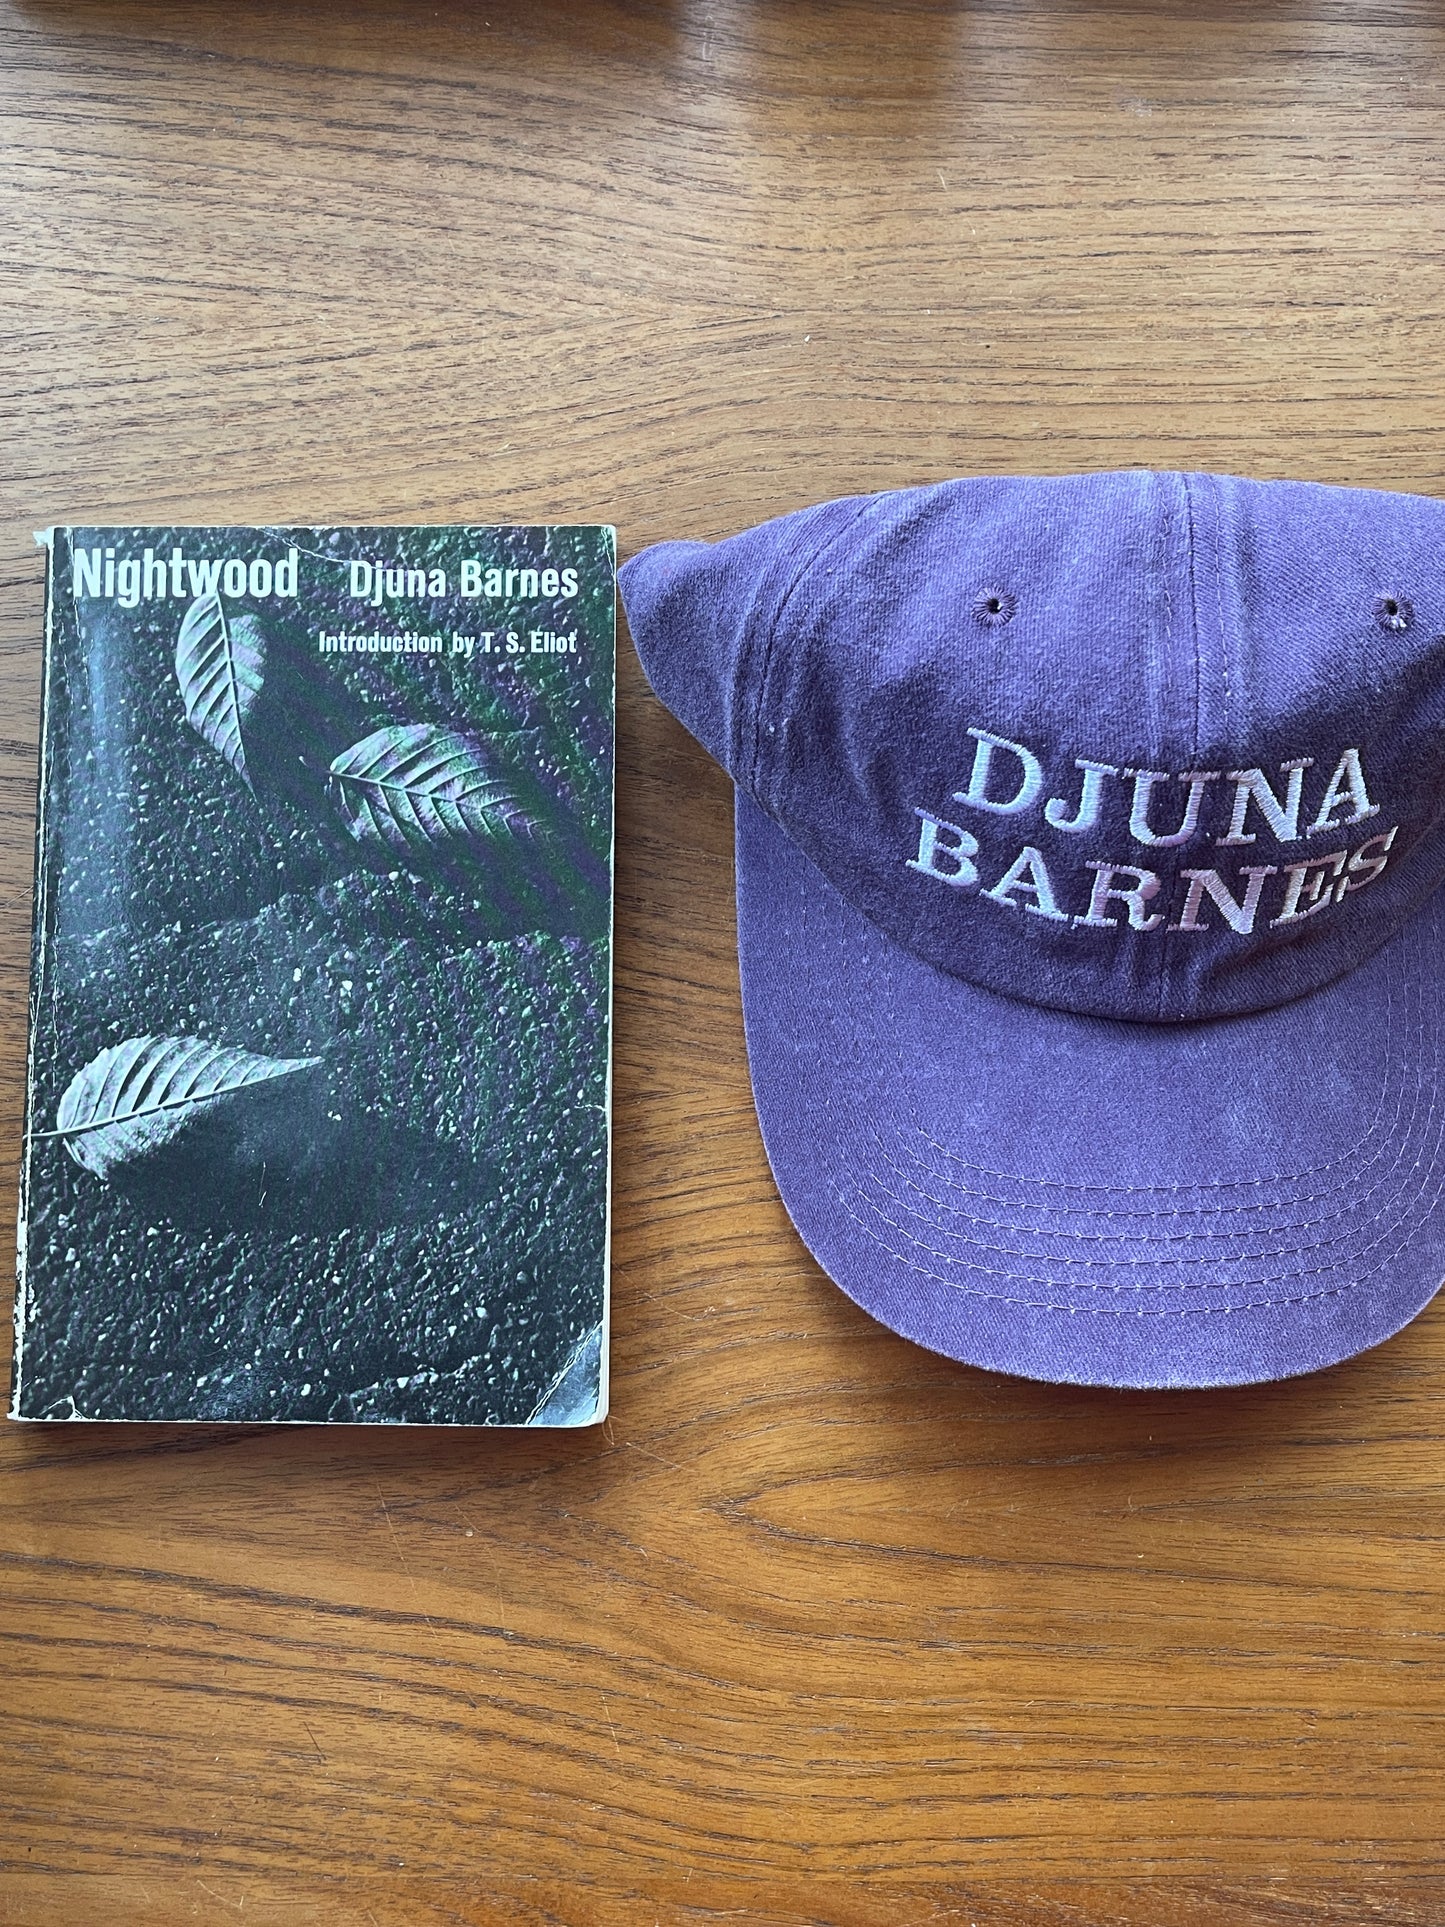 Nightwood Djuna Barnes
Introduction by T. S. Eliot
DJUNA
BARNES